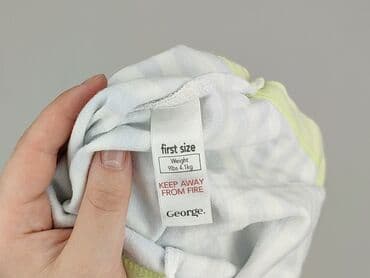 first size
Weight
9lbs 4.1kg
KEEP AWAY
FROM FIRE
George.